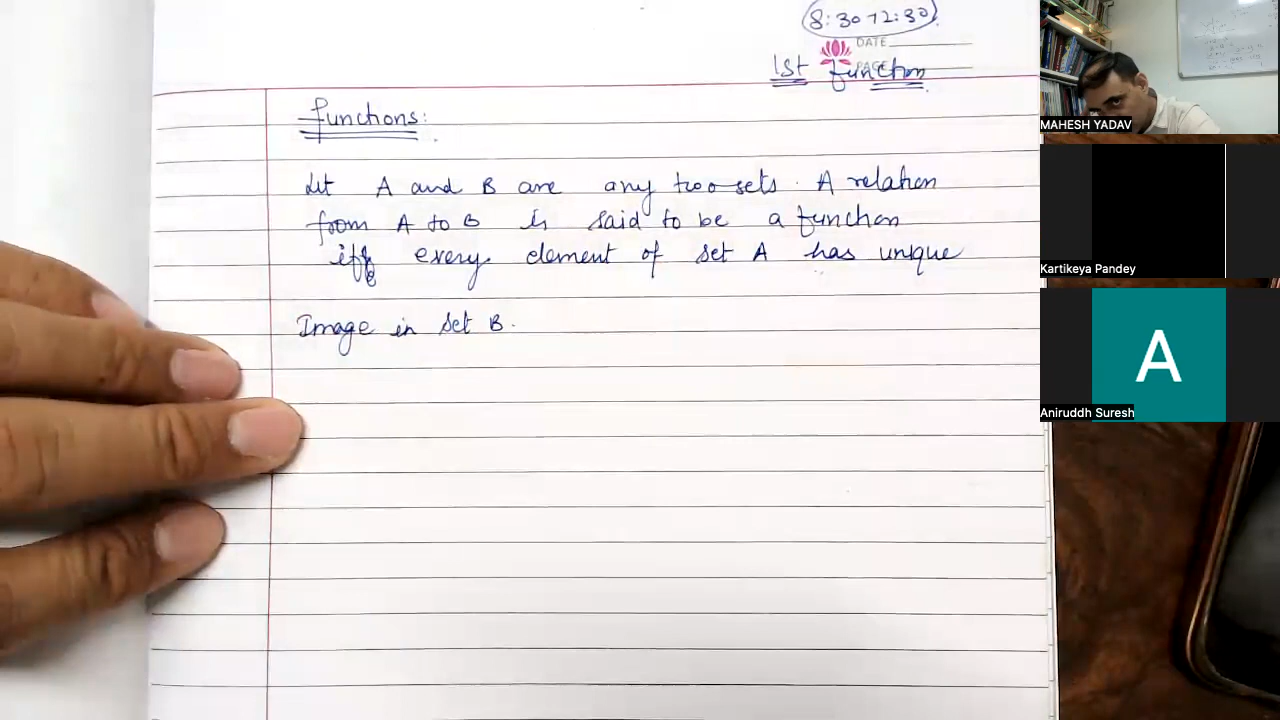 8:30-12:30
DATE
PAGE
1st function
Functions:
Let A and B are any two sets. A relation
from A to B is said to be a function
iff every element of set A has unique
Image in set B.
MAHESH YADAV
Kartikeya Pandey
A
Aniruddh Suresh